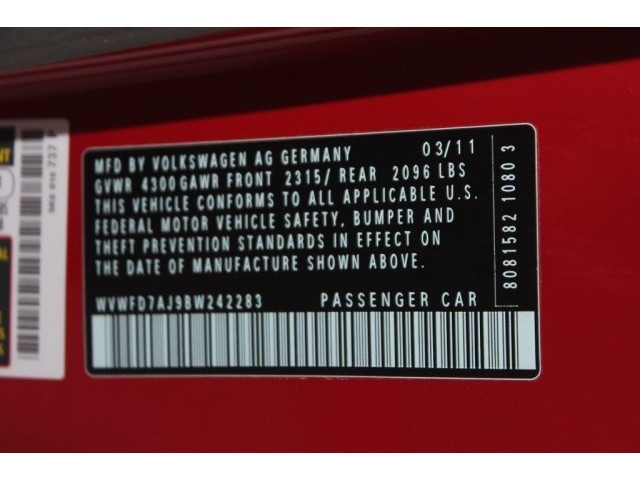 MFD BY VOLKSWAGEN AG GERMANY 03/11
GVWR 4300 GAWR FRONT 2315/ REAR 2096 LBS
THIS VEHICLE CONFORMS TO ALL APPLICABLE U.S.
FEDERAL MOTOR VEHICLE SAFETY, BUMPER AND
THEFT PREVENTION STANDARDS IN EFFECT ON
THE DATE OF MANUFACTURE SHOWN ABOVE.
WVWFD7AJ9BW242283 PASSENGER CAR
8081582 1080 3
737